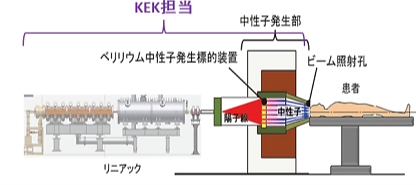 KEK担当
中性子発生部
ベリリウム中性子発生標的装置
ビーム照射孔
患者
陽子線
中性子
リニアック